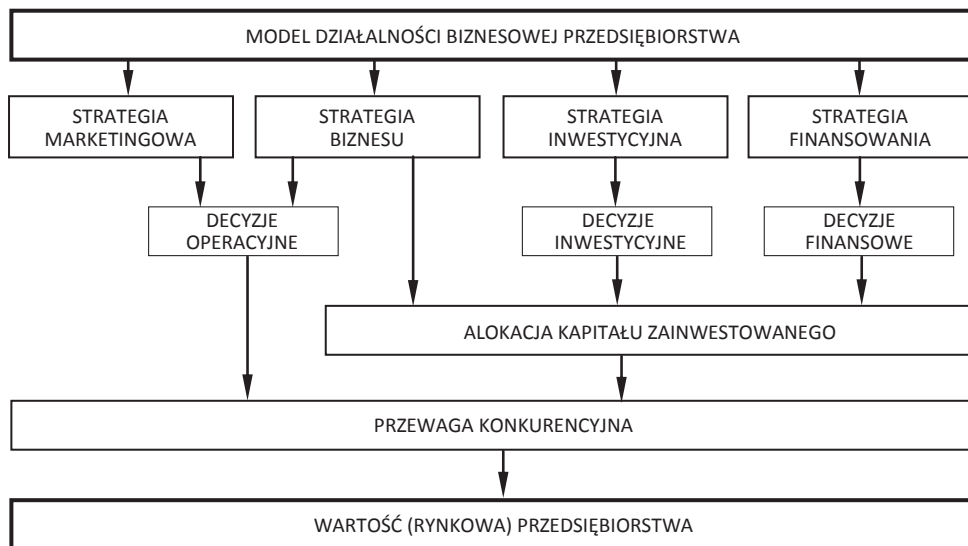 MODEL DZIAŁALNOŚCI BIZNESOWEJ PRZEDSIĘBIORSTWA
STRATEGIA
MARKETINGOWA
STRATEGIA
BIZNESU
STRATEGIA
INWESTYCYJNA
STRATEGIA
FINANSOWANIA
DECYZJE
OPERACYJNE
DECYZJE
INWESTYCYJNE
DECYZJE
FINANSOWE
ALOKACJA KAPITAŁU ZAINWESTOWANEGO
PRZEWAGA KONKURENCYJNA
WARTOŚĆ (RYNKOWA) PRZEDSIĘBIORSTWA